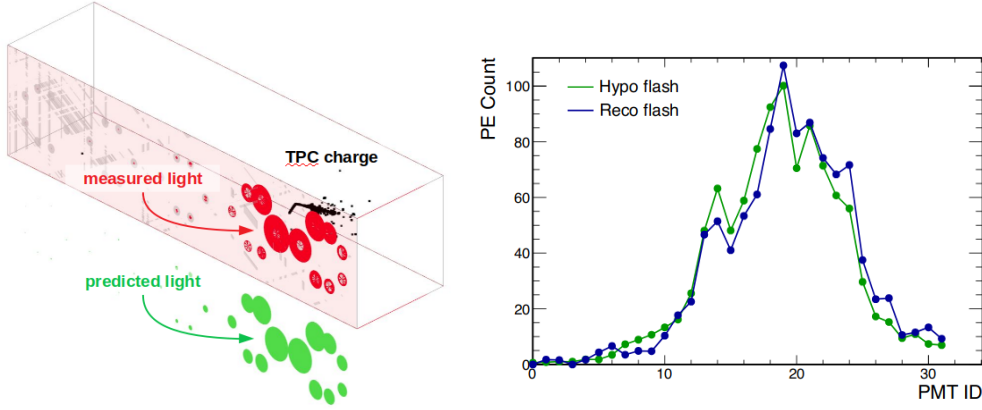 TPC charge
measured light
predicted light
PE Count
100
80
60
40
20
0
Hypo flash
Reco flash
0
10
20
30
PMT ID